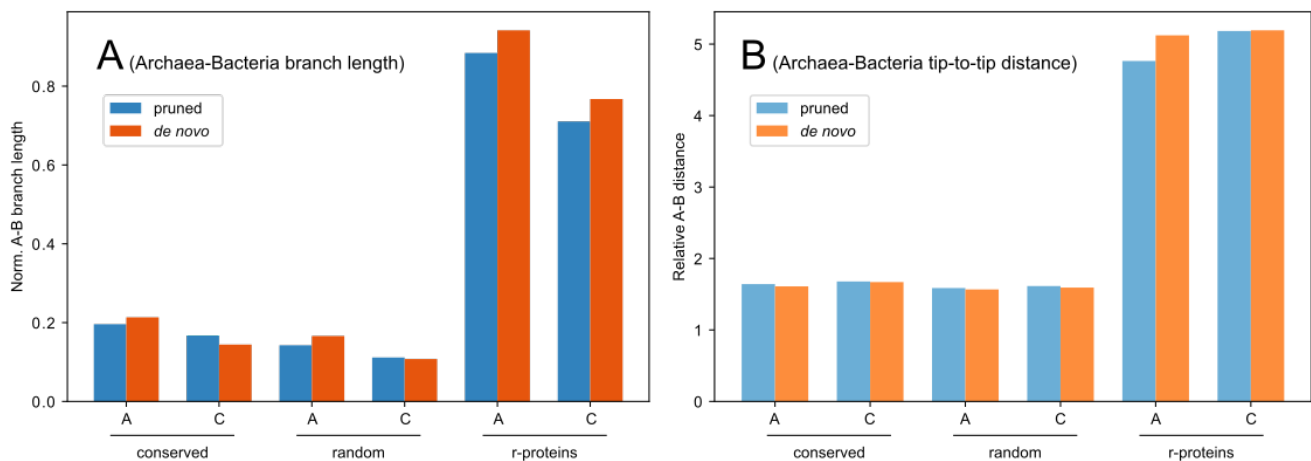 A (Archaea-Bacteria branch length)
pruned
de novo
Norm. A-B branch length
0.8
0.6
0.4
0.2
0.0
A C A C A C
conserved random r-proteins
B (Archaea-Bacteria tip-to-tip distance)
pruned
de novo
Relative A-B distance
5
4
3
2
1
0
A C A C A C
conserved random r-proteins